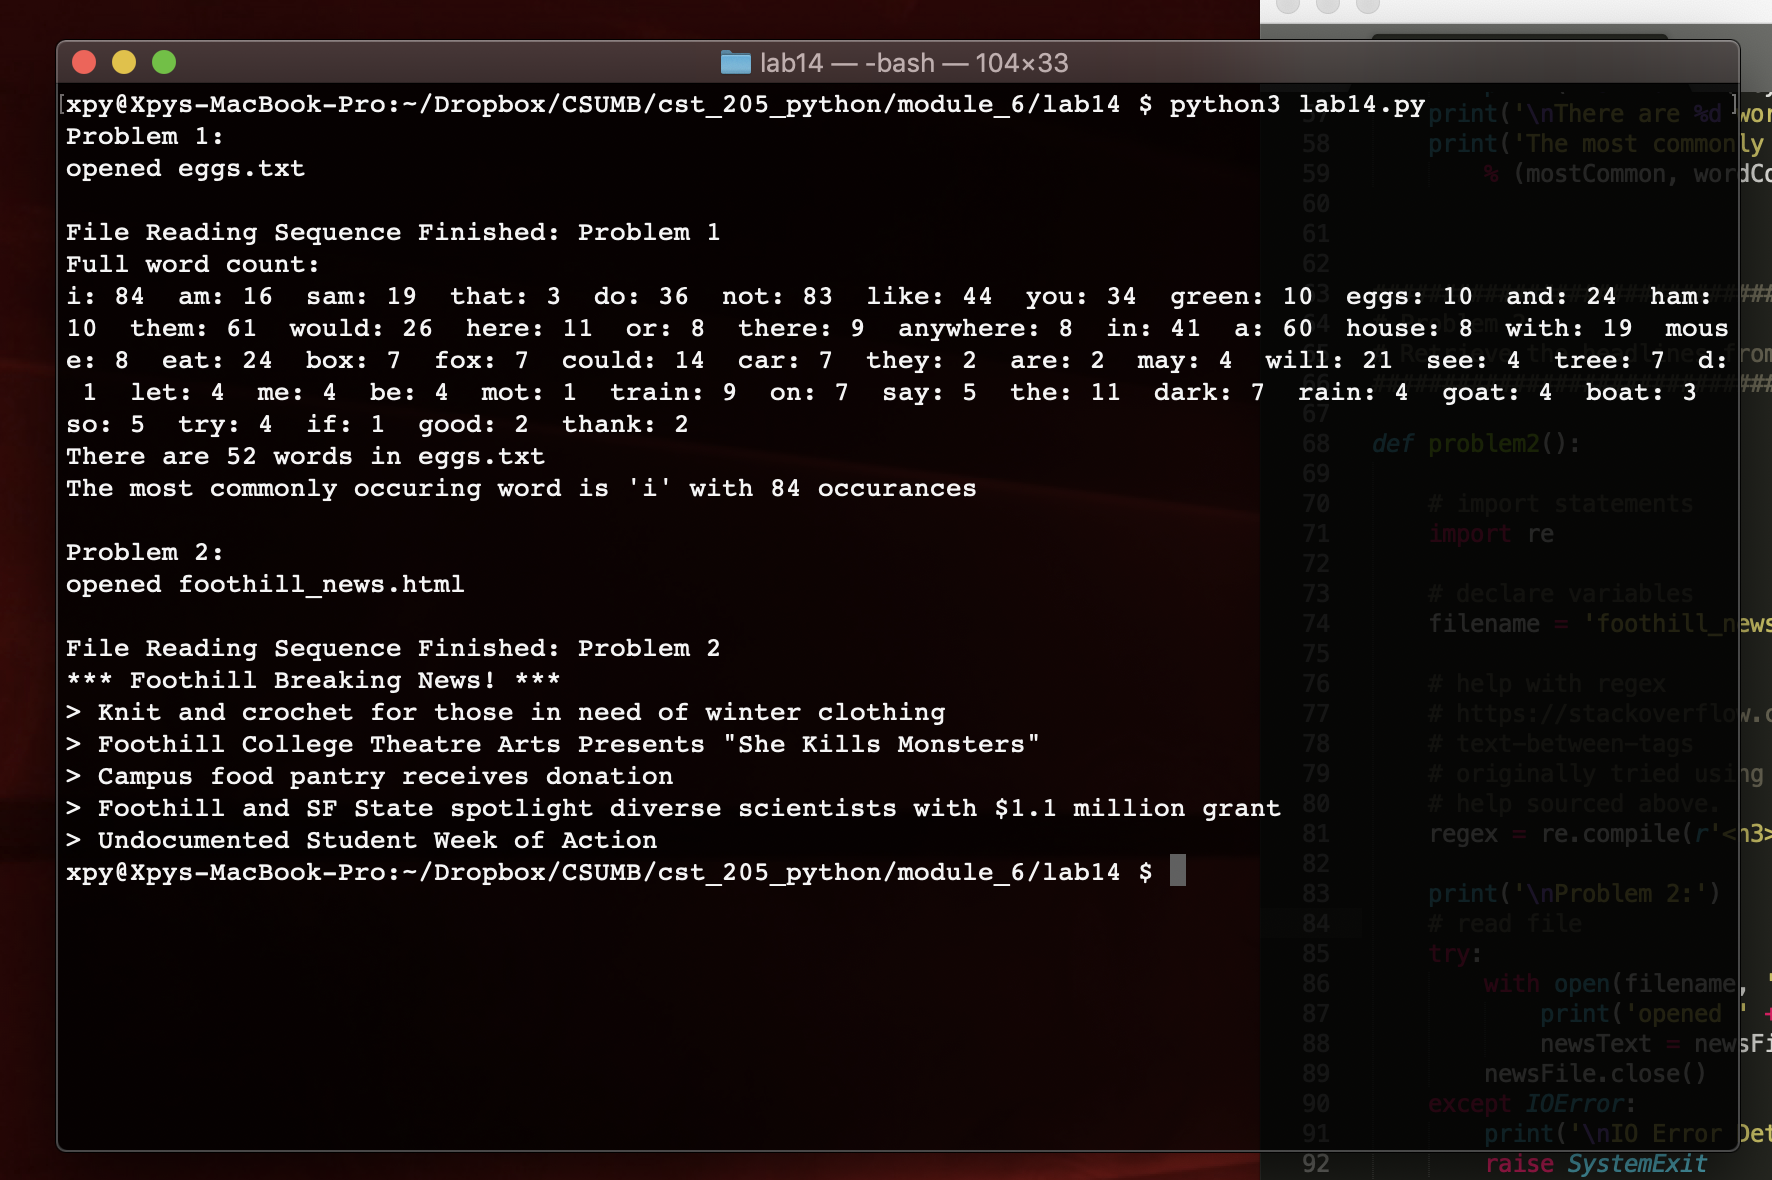 lab14 — -bash — 104×33
xpy@Xpys-MacBook-Pro:~/Dropbox/CSUMB/cst_205_python/module_6/lab14 $ python3 lab14.py
Problem 1:
opened eggs.txt
File Reading Sequence Finished: Problem 1
Full word count:
i: 84  am: 16  sam: 19  that: 3  do: 36  not: 83  like: 44  you: 34  green: 10  eggs: 10  and: 24  ham:
10  them: 61  would: 26  here: 11  or: 8  there: 9  anywhere: 8  in: 41  a: 60  house: 8  with: 19  mous
e: 8  eat: 24  box: 7  fox: 7  could: 14  car: 7  they: 2  are: 2  may: 4  will: 21  see: 4  tree: 7  d:
1  let: 4  me: 4  be: 4  mot: 1  train: 9  on: 7  say: 5  the: 11  dark: 7  rain: 4  goat: 4  boat: 3
so: 5  try: 4  if: 1  good: 2  thank: 2
There are 52 words in eggs.txt
The most commonly occuring word is 'i' with 84 occurances
Problem 2:
opened foothill_news.html
File Reading Sequence Finished: Problem 2
*** Foothill Breaking News! ***
> Knit and crochet for those in need of winter clothing
> Foothill College Theatre Arts Presents "She Kills Monsters"
> Campus food pantry receives donation
> Foothill and SF State spotlight diverse scientists with $1.1 million grant
> Undocumented Student Week of Action
xpy@Xpys-MacBook-Pro:~/Dropbox/CSUMB/cst_205_python/module_6/lab14 $
57 print('\nThere are %d wor
58 print('The most commonly
59 % (mostCommon, wordCo
60
61
62
63
64
65 # Retrieve the headlines from
66
67
68 def problem2():
69
70 # import statements
71 import re
72
73 # declare variables
74 filename = 'foothill_news
75
76 # help with regex
77 # https://stackoverflow.c
78 # text-between-tags
79 # originally tried using
80 # help sourced above.
81 regex = re.compile(r'<h3>
82
83 print('\nProblem 2:')
84 # read file
85 try:
86 with open(filename, '
87 print('opened ' +
88 newsText = newsFi
89 newsFile.close()
90 except IOError:
91 print('\nIO Error Det
92 raise SystemExit